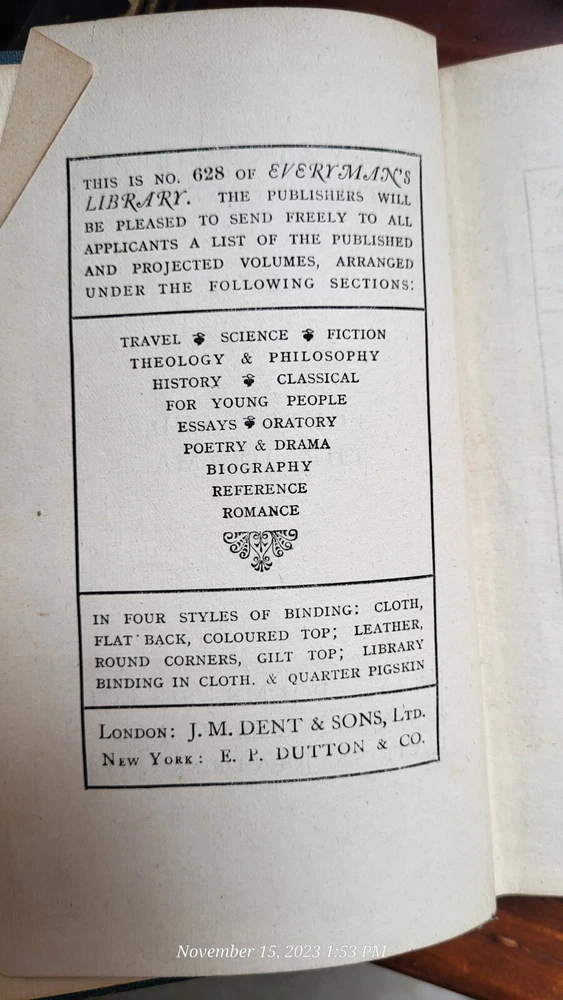 THIS IS NO. 628 OF EVERYMAN'S
LIBRARY. THE PUBLISHERS WILL
BE PLEASED TO SEND FREELY TO ALL
APPLICANTS A LIST OF THE PUBLISHED
AND PROJECTED VOLUMES, ARRANGED
UNDER THE FOLLOWING SECTIONS:
TRAVEL SCIENCE FICTION
THEOLOGY & PHILOSOPHY
HISTORY CLASSICAL
FOR YOUNG PEOPLE
ESSAYS ORATORY
POETRY & DRAMA
BIOGRAPHY
REFERENCE
ROMANCE
IN FOUR STYLES OF BINDING: CLOTH,
FLAT BACK, COLOURED TOP; LEATHER,
ROUND CORNERS, GILT TOP; LIBRARY
BINDING IN CLOTH. & QUARTER PIGSKIN
LONDON: J. M. DENT & SONS, LTD.
NEW YORK: E. P. DUTTON & CO.
November 15, 2023 1:53 PM